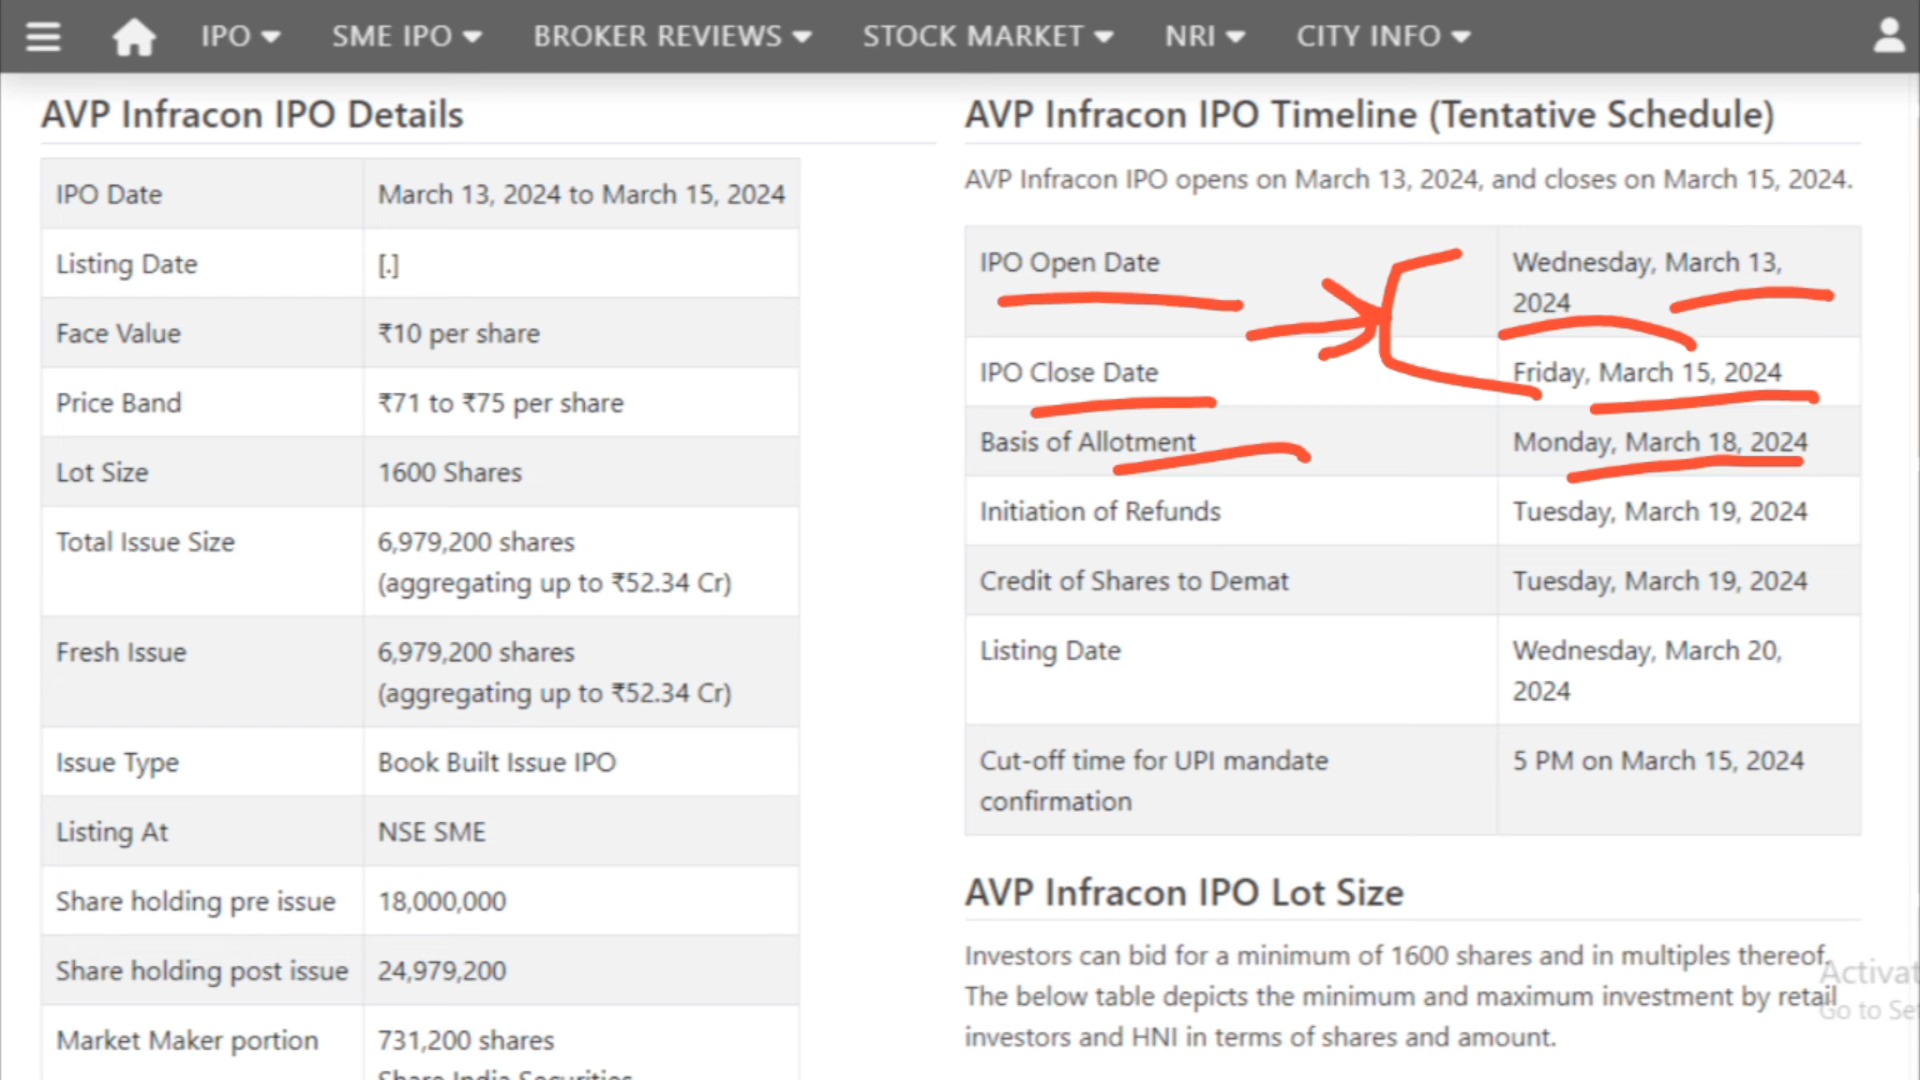 IPO SME IPO BROKER REVIEWS STOCK MARKET NRI CITY INFO
AVP Infracon IPO Details
IPO Date March 13, 2024 to March 15, 2024
Listing Date [.]
Face Value ₹10 per share
Price Band ₹71 to ₹75 per share
Lot Size 1600 Shares
Total Issue Size 6,979,200 shares
(aggregating up to ₹52.34 Cr)
Fresh Issue 6,979,200 shares
(aggregating up to ₹52.34 Cr)
Issue Type Book Built Issue IPO
Listing At NSE SME
Share holding pre issue 18,000,000
Share holding post issue 24,979,200
Market Maker portion 731,200 shares
Share India Securities
AVP Infracon IPO Timeline (Tentative Schedule)
AVP Infracon IPO opens on March 13, 2024, and closes on March 15, 2024.
IPO Open Date Wednesday, March 13,
2024
IPO Close Date Friday, March 15, 2024
Basis of Allotment Monday, March 18, 2024
Initiation of Refunds Tuesday, March 19, 2024
Credit of Shares to Demat Tuesday, March 19, 2024
Listing Date Wednesday, March 20,
2024
Cut-off time for UPI mandate 5 PM on March 15, 2024
confirmation
AVP Infracon IPO Lot Size
Investors can bid for a minimum of 1600 shares and in multiples thereof.
The below table depicts the minimum and maximum investment by retail
investors and HNI in terms of shares and amount.
Activat
Go to Se